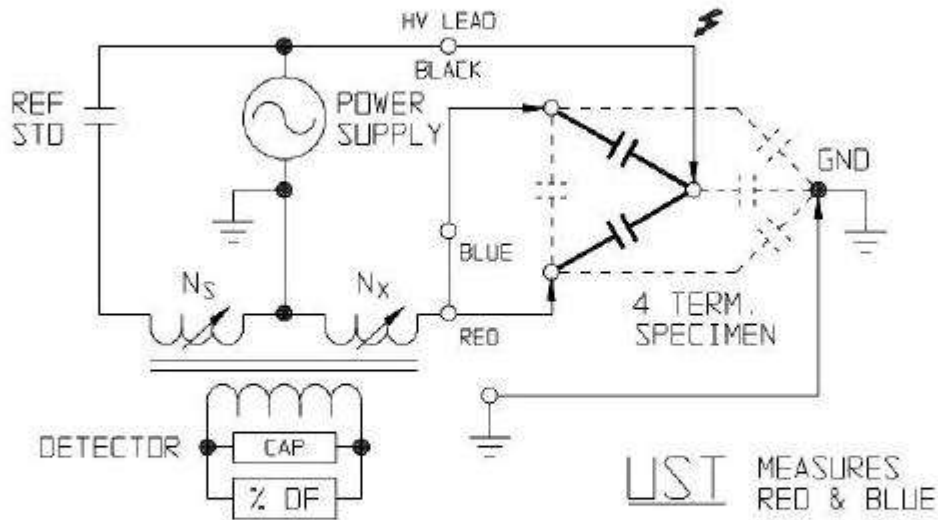 HV LEAD
BLACK
REF
STD
POWER
SUPPLY
GND
BLUE
NS
NX
RED
4 TERM.
SPECIMEN
DETECTOR
CAP
% DF
UST
MEASURES
RED & BLUE